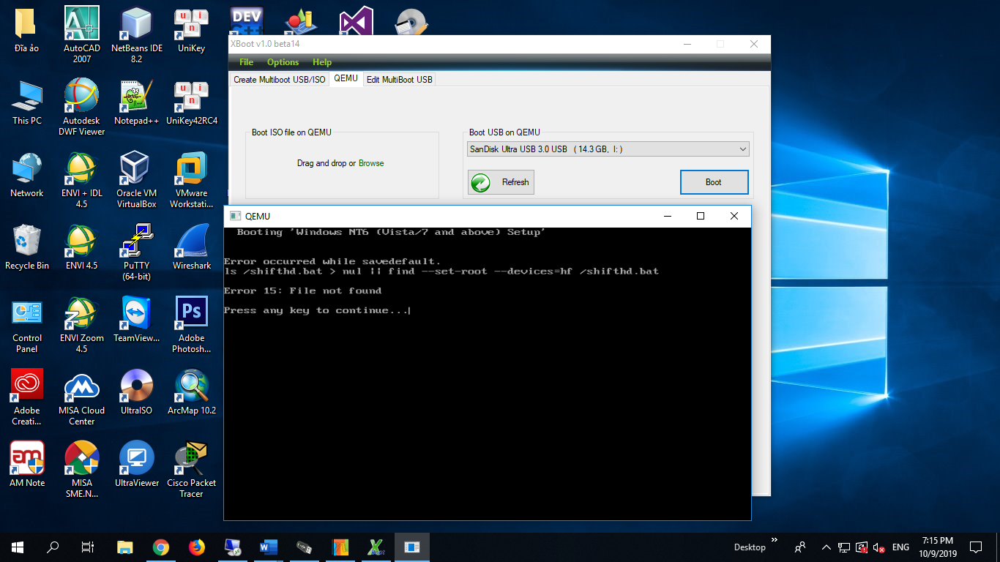 Đĩa ảo
AutoCAD 2007
NetBeans IDE 8.2
UniKey
This PC
Autodesk DWF Viewer
Notepad++
UniKey42RC4
Network
ENVI + IDL 4.5
Oracle VM VirtualBox
VMware Workstati...
Recycle Bin
ENVI 4.5
PuTTY (64-bit)
Wireshark
Control Panel
ENVI Zoom 4.5
TeamView...
Adobe Photosh...
Adobe Creati...
MISA Cloud Center
UltraISO
ArcMap 10.2
AM Note
MISA SME.N...
UltraViewer
Cisco Packet Tracer
XBoot v1.0 beta14
File Options Help
Create Multiboot USB/ISO QEMU Edit MultiBoot USB
Boot ISO file on QEMU
Drag and drop or Browse
Boot USB on QEMU
SanDisk Ultra USB 3.0 USB ( 14.3 GB, I: )
Refresh
Boot
QEMU
Booting 'Windows NT6 (Vista/7 and above) Setup'
Error occurred while savedefault.
ls /shifthd.bat > nul || find --set-root --devices=hf /shifthd.bat
Error 15: File not found
Press any key to continue...
Desktop
ENG
7:15 PM
10/9/2019